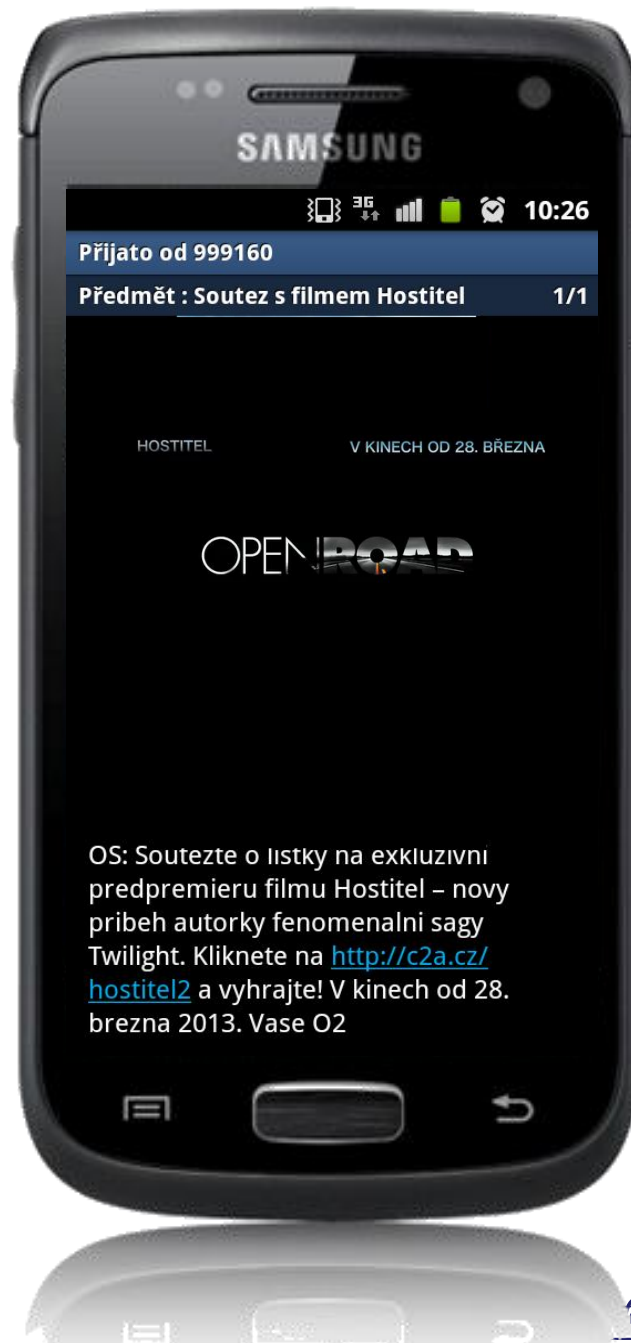 SAMSUNG
3G
10:26
Přijato od 999160
Předmět : Soutez s filmem Hostitel 1/1
HOSTITEL V KINECH OD 28. BŘEZNA
OPEN ROAD
OS: Soutezte o listky na exkluzivni
predpremieru filmu Hostitel – novy
pribeh autorky fenomenalni sagy
Twilight. Kliknete na http://c2a.cz/
hostitel2 a vyhrajte! V kinech od 28.
brezna 2013. Vase O2